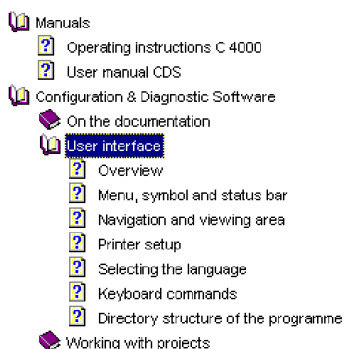 Manuals
Operating instructions C 4000
User manual CDS
Configuration & Diagnostic Software
On the documentation
User interface
Overview
Menu, symbol and status bar
Navigation and viewing area
Printer setup
Selecting the language
Keyboard commands
Directory structure of the programme
Working with projects